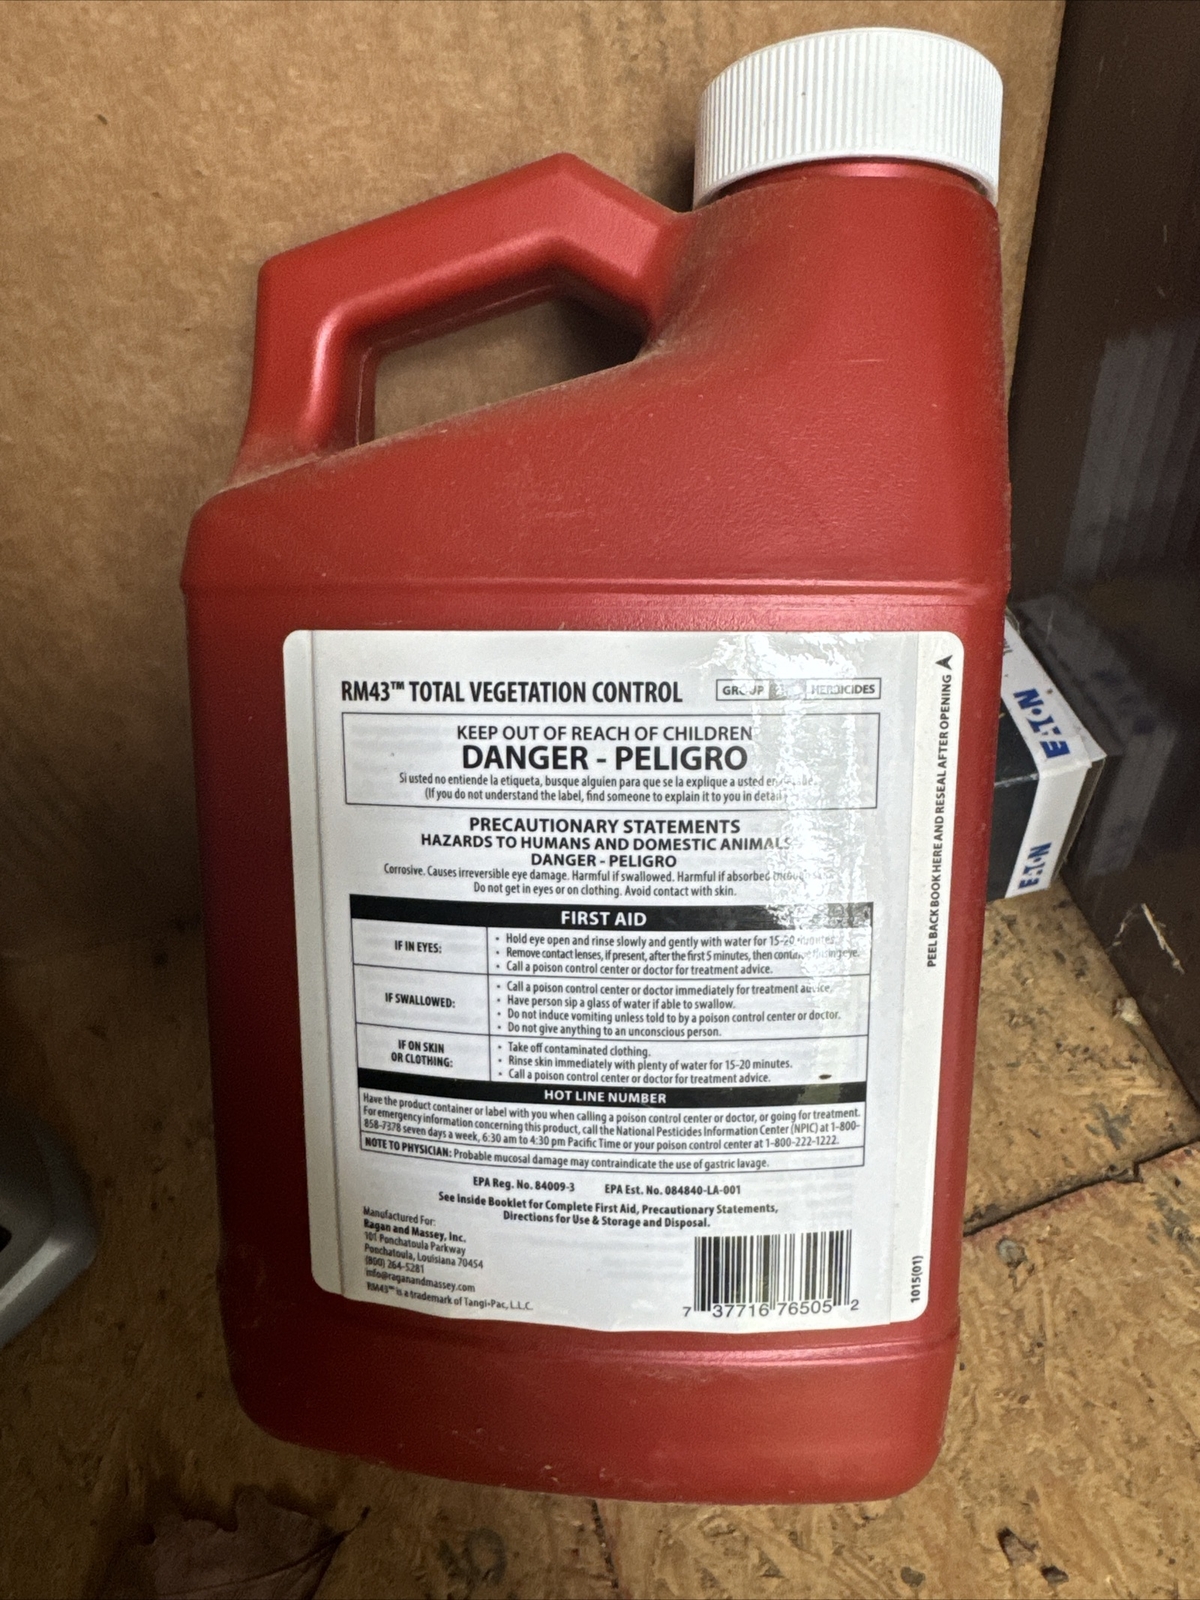 RM43™ TOTAL VEGETATION CONTROL
GROUP HERBICIDES
KEEP OUT OF REACH OF CHILDREN
DANGER - PELIGRO
Si usted no entiende la etiqueta, busque alguien para que se la explique a usted en
(If you do not understand the label, find someone to explain it to you in detail
PRECAUTIONARY STATEMENTS
HAZARDS TO HUMANS AND DOMESTIC ANIMALS
DANGER - PELIGRO
Corrosive. Causes irreversible eye damage. Harmful if swallowed. Harmful if absorbed through
Do not get in eyes or on clothing. Avoid contact with skin.
FIRST AID
IF IN EYES:
• Hold eye open and rinse slowly and gently with water for 15-20 minutes.
• Remove contact lenses, if present, after the first 5 minutes, then continue rinsing eye.
• Call a poison control center or doctor for treatment advice.
IF SWALLOWED:
• Call a poison control center or doctor immediately for treatment advice.
• Have person sip a glass of water if able to swallow.
• Do not induce vomiting unless told to by a poison control center or doctor.
• Do not give anything to an unconscious person.
IF ON SKIN
OR CLOTHING:
• Take off contaminated clothing.
• Rinse skin immediately with plenty of water for 15-20 minutes.
• Call a poison control center or doctor for treatment advice.
HOT LINE NUMBER
Have the product container or label with you when calling a poison control center or doctor, or going for treatment.
For emergency information concerning this product, call the National Pesticides Information Center (NPIC) at 1-800-
858-7378 seven days a week, 6:30 am to 4:30 pm Pacific Time or your poison control center at 1-800-222-1222.
NOTE TO PHYSICIAN: Probable mucosal damage may contraindicate the use of gastric lavage.
EPA Reg. No. 84009-3 EPA Est. No. 084840-LA-001
See Inside Booklet for Complete First Aid, Precautionary Statements,
Directions for Use & Storage and Disposal.
Manufactured For:
Ragan and Massey, Inc.
101 Ponchatoula Parkway
Ponchatoula, Louisiana 70454
(800) 264-5281
info@raganandmassey.com
RM43™ is a trademark of Tangi-Pac, L.L.C.
7 37716 76505 2
PEEL BACK BOOK HERE AND RESEAL AFTER OPENING
1015(01)
EATON
EATON